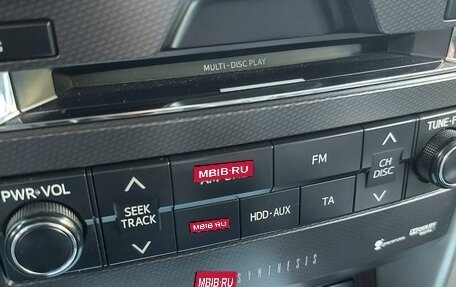 MULTI-DISC PLAY
MBIB.RU
FM
CH
DISC
TUNE-F
PWR•VOL
SEEK
TRACK
MBIB.RU
HDD•AUX
TA
MBIB.RU
SYNTHESIS